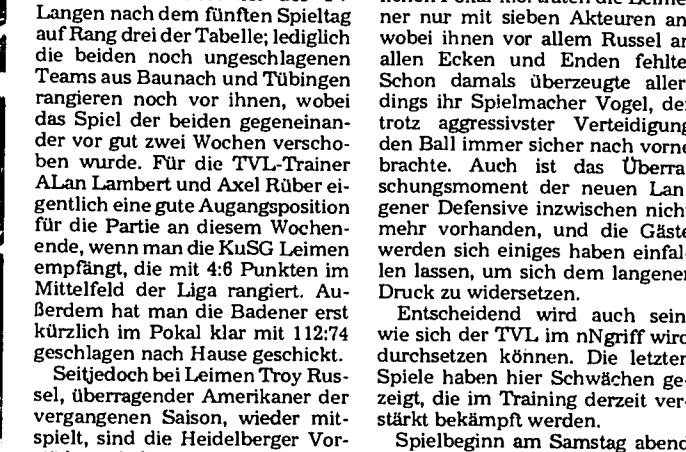 Langen nach dem fünften Spieltag
auf Rang drei der Tabelle; lediglich
die beiden noch ungeschlagenen
Teams aus Baunach und Tübingen
rangieren noch vor ihnen, wobei
das Spiel der beiden gegeneinan-
der vor gut zwei Wochen verscho-
ben wurde. Für die TVL-Trainer
ALan Lambert und Axel Rüber ei-
gentlich eine gute Augangsposition
für die Partie an diesem Wochen-
ende, wenn man die KuSG Leimen
empfängt, die mit 4:6 Punkten im
Mittelfeld der Liga rangiert. Au-
ßerdem hat man die Badener erst
kürzlich im Pokal klar mit 112:74
geschlagen nach Hause geschickt.
Seitjedoch bei Leimen Troy Rus-
sel, überragender Amerikaner der
vergangenen Saison, wieder mit-
spielt, sind die Heidelberger Vor-
ner nur mit sieben Akteuren an
wobei ihnen vor allem Russel an
allen Ecken und Enden fehlte
Schon damals überzeugte aller
dings ihr Spielmacher Vogel, der
trotz aggressivster Verteidigung
den Ball immer sicher nach vorne
brachte. Auch ist das Überra-
schungsmoment der neuen Lan-
gener Defensive inzwischen nicht
mehr vorhanden, und die Gäste
werden sich einiges haben einfal-
len lassen, um sich dem langener
Druck zu widersetzen.
Entscheidend wird auch sein
wie sich der TVL im nNgriff wird
durchsetzen können. Die letzten
Spiele haben hier Schwächen ge-
zeigt, die im Training derzeit ver-
stärkt bekämpft werden.
Spielbeginn am Samstag abend